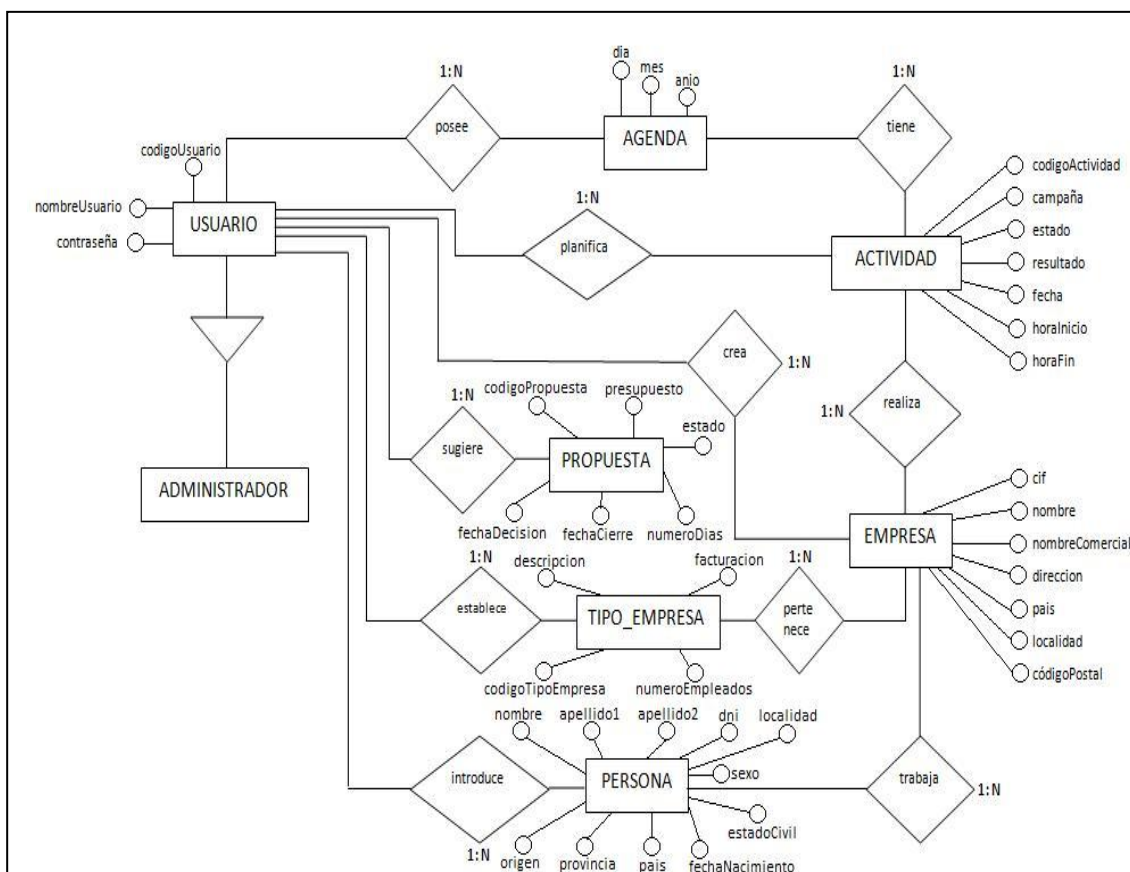 dia
mes
anio
1:N
1:N
posee
AGENDA
tiene
codigoUsuario
nombreUsuario
contraseña
USUARIO
1:N
planifica
ACTIVIDAD
codigoActividad
campaña
estado
resultado
fecha
horaInicio
horaFin
crea
1:N
1:N
realiza
1:N
sugiere
codigoPropuesta
presupuesto
estado
PROPUESTA
fechaDecision
fechaCierre
numeroDias
ADMINISTRADOR
EMPRESA
cif
nombre
nombreComercial
direccion
pais
localidad
códigoPostal
1:N
establece
descripcion
facturacion
TIPO_EMPRESA
codigoTipoEmpresa
numeroEmpleados
1:N
perte
nece
nombre
apellido1
apellido2
dni
localidad
introduce
1:N
PERSONA
sexo
estadoCivil
origen
provincia
pais
fechaNacimiento
trabaja
1:N